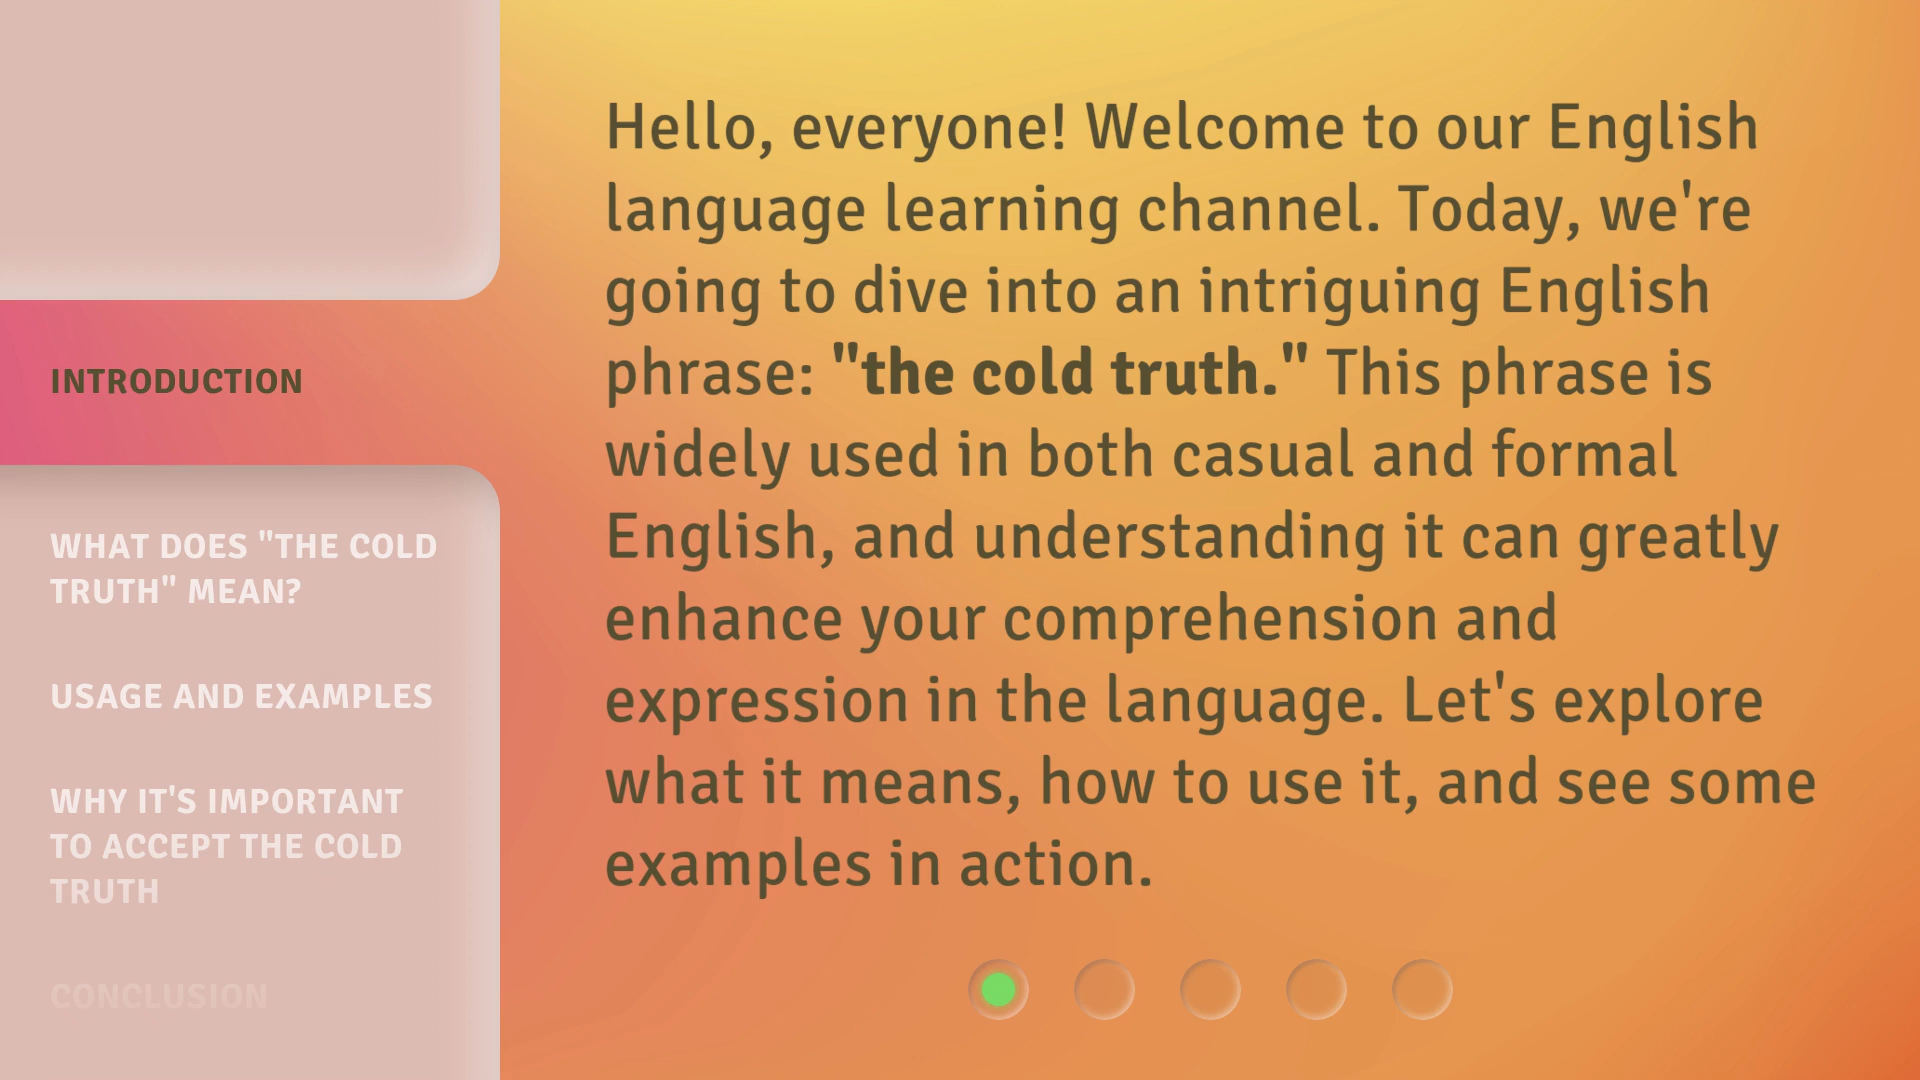 INTRODUCTION
WHAT DOES "THE COLD
TRUTH" MEAN?
USAGE AND EXAMPLES
WHY IT'S IMPORTANT
TO ACCEPT THE COLD
TRUTH
CONCLUSION
Hello, everyone! Welcome to our English
language learning channel. Today, we're
going to dive into an intriguing English
phrase: "the cold truth." This phrase is
widely used in both casual and formal
English, and understanding it can greatly
enhance your comprehension and
expression in the language. Let's explore
what it means, how to use it, and see some
examples in action.